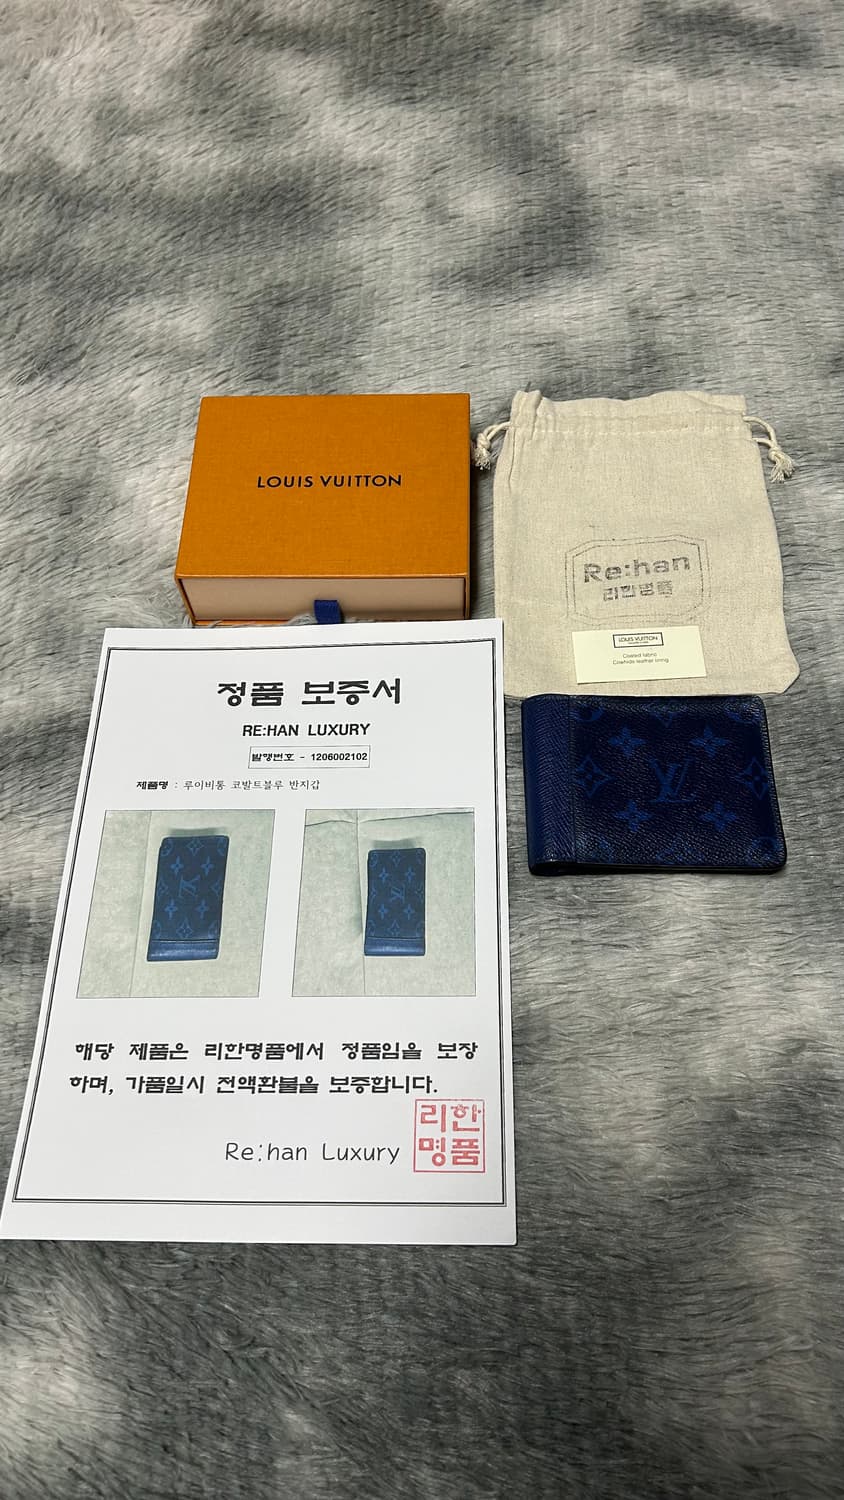 LOUIS VUITTON
Re:han
리한명품
LOUIS VUITTON
Coated fabric
Cowhide leather lining
LV
정품 보증서
RE:HAN LUXURY
발행번호 - 1206002102
제품명 : 루이비통 코발트블루 반지갑
해당 제품은 리한명품에서 정품임을 보장
하며, 가품일시 전액환불을 보증합니다.
Re:han Luxury
리한
명품